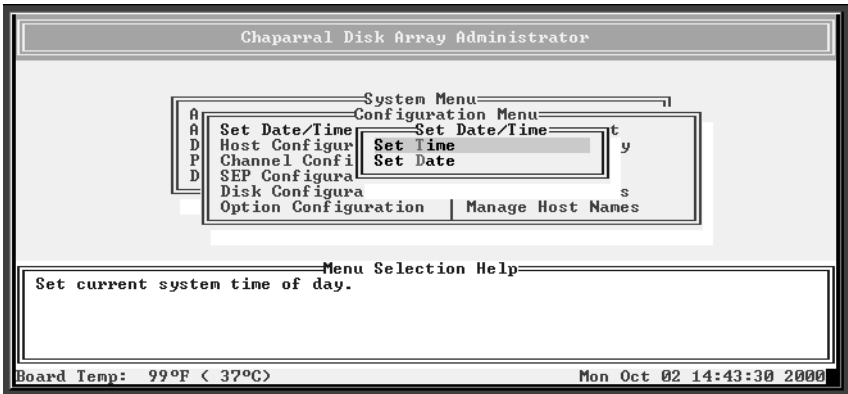 Chaparral Disk Array Administrator
System Menu
A
Configuration Menu
A
Set Date/Time
Set Date/Time
t
D
Host Configur
Set Time
y
P
Channel Confi
Set Date
D
SEP Configura
Disk Configura
s
Option Configuration | Manage Host Names
Menu Selection Help
Set current system time of day.
Board Temp: 99ºF ( 37ºC)
Mon Oct 02 14:43:30 2000